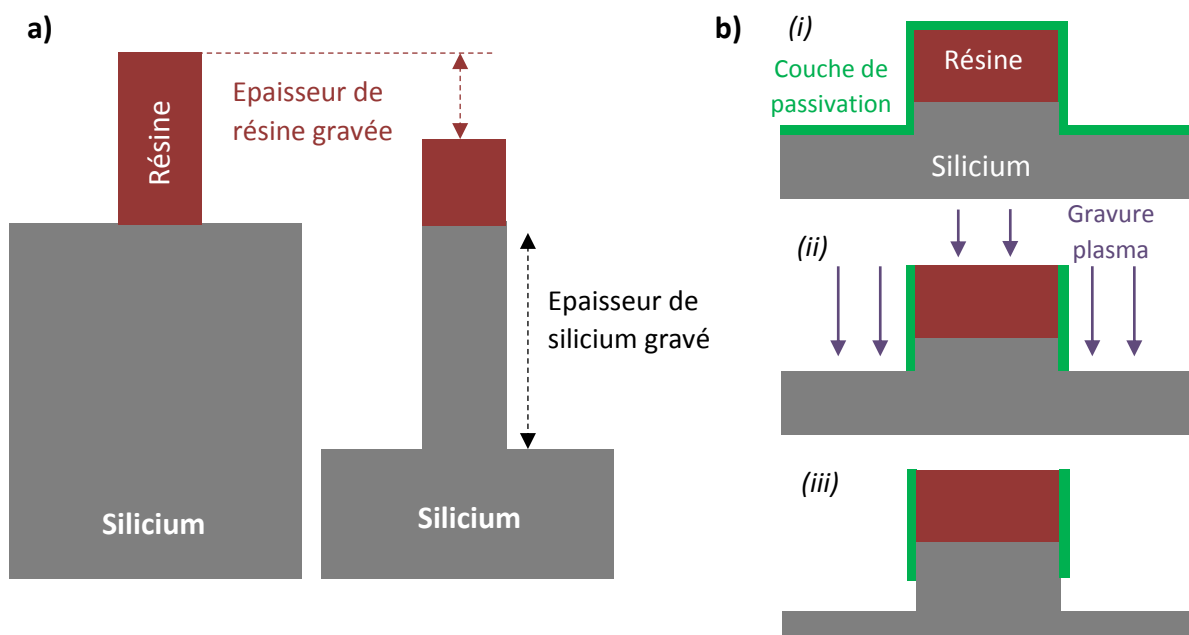 a)
Résine
Epaisseur de
résine gravée
Silicium
Epaisseur de
silicium gravé
Silicium
b)
(i)
Couche de
passivation
Résine
Silicium
(ii)
Gravure
plasma
(iii)